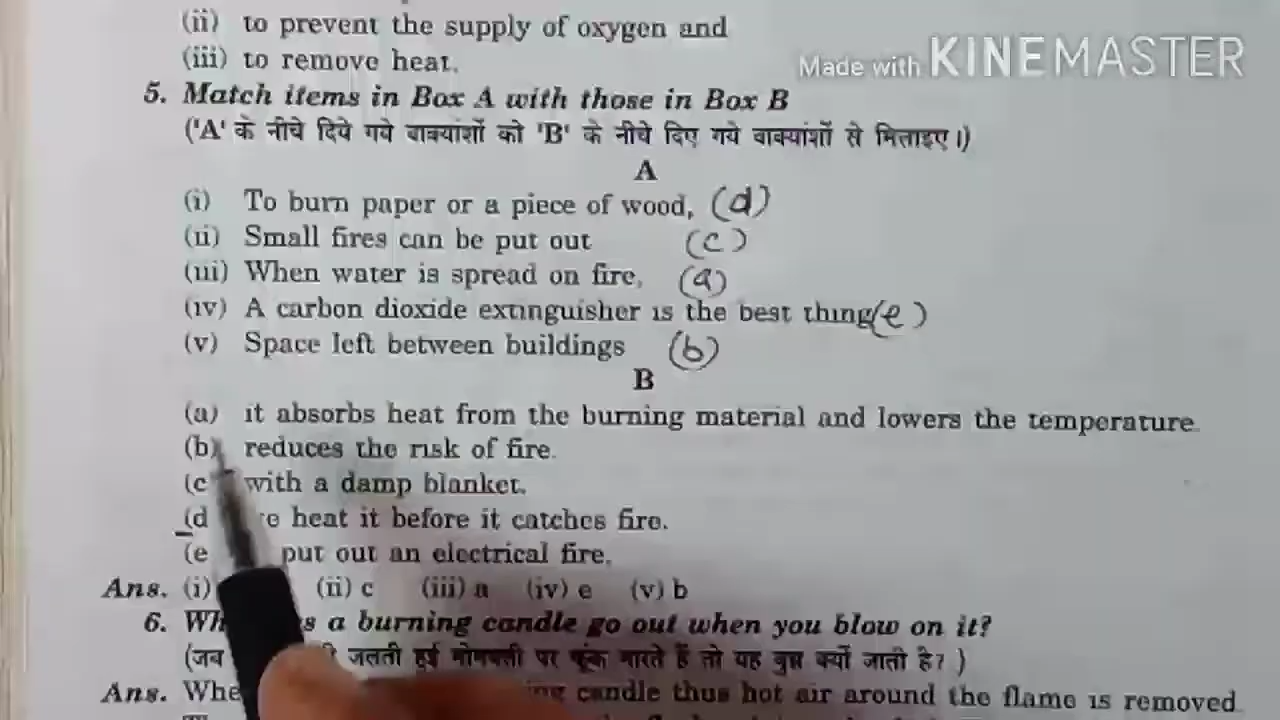 (ii) to prevent the supply of oxygen and
(iii) to remove heat.
Made with KINEMASTER
5. Match items in Box A with those in Box B
('A' के नीचे दिये गये वाक्यांशों को 'B' के नीचे दिए गये वाक्यांशों से मिलाइए।)
A
(i) To burn paper or a piece of wood, (d)
(ii) Small fires can be put out (c)
(iii) When water is spread on fire, (a)
(iv) A carbon dioxide extinguisher is the best thing (e)
(v) Space left between buildings (b)
B
(a) it absorbs heat from the burning material and lowers the temperature.
(b) reduces the risk of fire.
(c with a damp blanket.
(d heat it before it catches fire.
(e put out an electrical fire.
Ans. (i) (ii) c (iii) a (iv) e (v) b
6. a burning candle go out when you blow on it?
(जब जलती हुई मोमबत्ती पर फूंक मारते हैं तो यह बुझ क्यों जाती है? )
Ans. candle thus hot air around the flame is removed